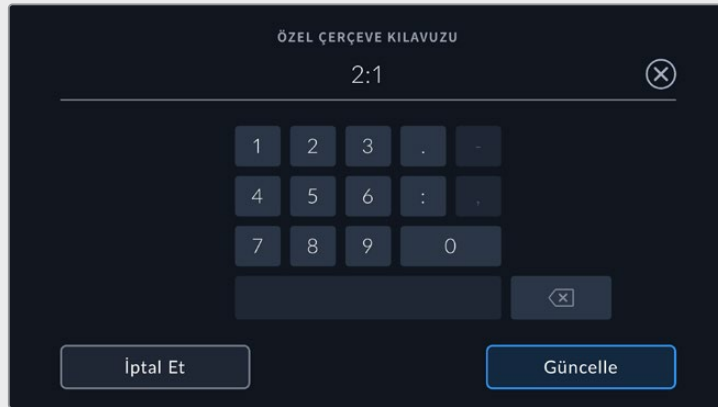 ÖZEL ÇERÇEVE KILAVUZU
2:1
1 2 3 . -
4 5 6 : ,
7 8 9 0
İptal Et Güncelle